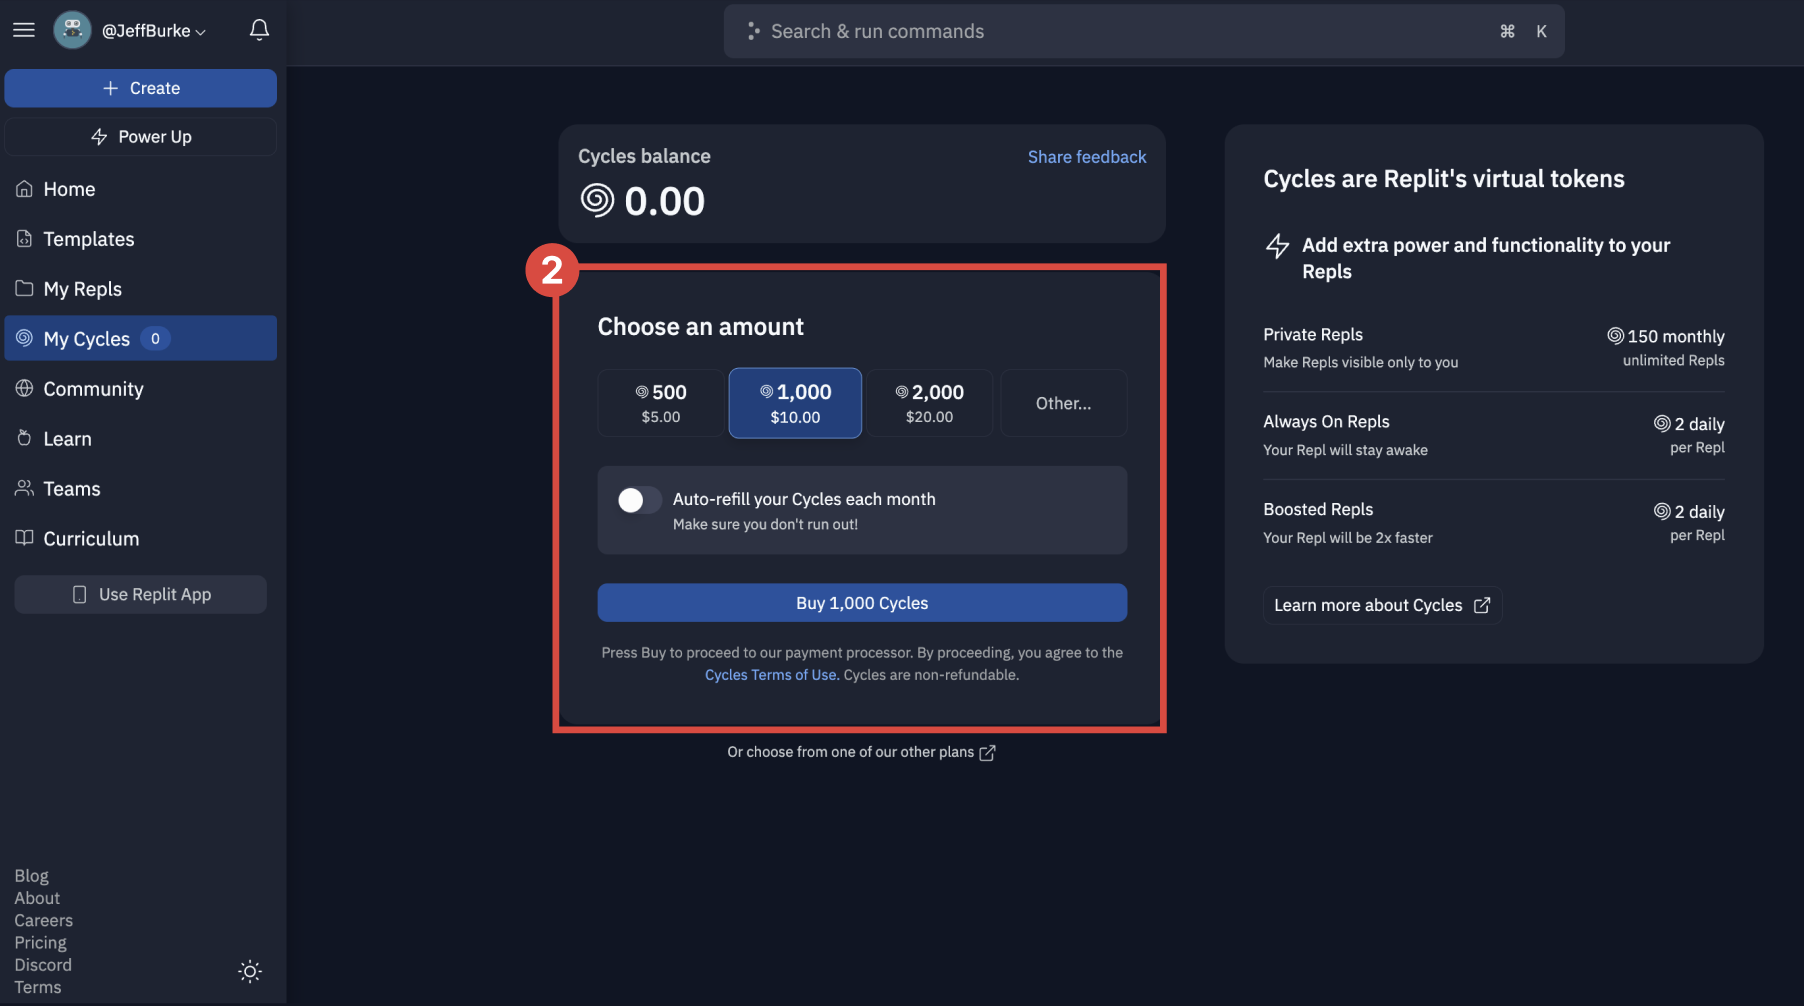 @JeffBurke
Search & run commands
⌘ K
+ Create
Power Up
Home
Templates
My Repls
My Cycles 0
Community
Learn
Teams
Curriculum
Use Replit App
Blog
About
Careers
Pricing
Discord
Terms
Cycles balance
Share feedback
0.00
2
Choose an amount
500
$5.00
1,000
$10.00
2,000
$20.00
Other...
Auto-refill your Cycles each month
Make sure you don't run out!
Buy 1,000 Cycles
Press Buy to proceed to our payment processor. By proceeding, you agree to the
Cycles Terms of Use. Cycles are non-refundable.
Or choose from one of our other plans
Cycles are Replit's virtual tokens
Add extra power and functionality to your
Repls
Private Repls
150 monthly
Make Repls visible only to you
unlimited Repls
Always On Repls
2 daily
Your Repl will stay awake
per Repl
Boosted Repls
2 daily
Your Repl will be 2x faster
per Repl
Learn more about Cycles